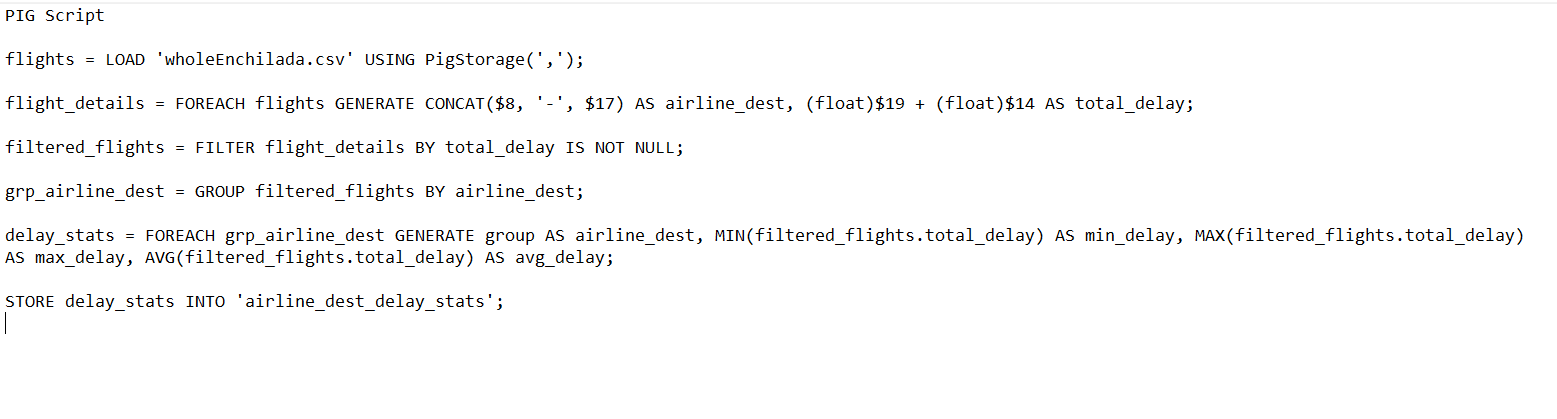 PIG Script
flights = LOAD 'wholeEnchilada.csv' USING PigStorage(',');
flight_details = FOREACH flights GENERATE CONCAT($8, '-', $17) AS airline_dest, (float)$19 + (float)$14 AS total_delay;
filtered_flights = FILTER flight_details BY total_delay IS NOT NULL;
grp_airline_dest = GROUP filtered_flights BY airline_dest;
delay_stats = FOREACH grp_airline_dest GENERATE group AS airline_dest, MIN(filtered_flights.total_delay) AS min_delay, MAX(filtered_flights.total_delay)
AS max_delay, AVG(filtered_flights.total_delay) AS avg_delay;
STORE delay_stats INTO 'airline_dest_delay_stats';